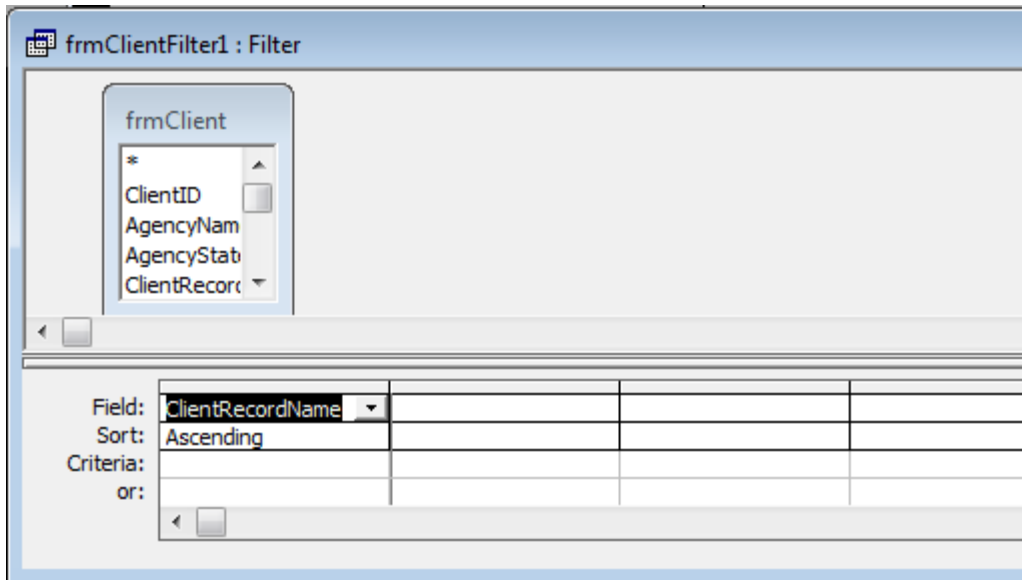 frmClientFilter1 : Filter
frmClient
*
ClientID
AgencyNam
AgencyStat
ClientRecor
Field: ClientRecordName
Sort: Ascending
Criteria:
or: